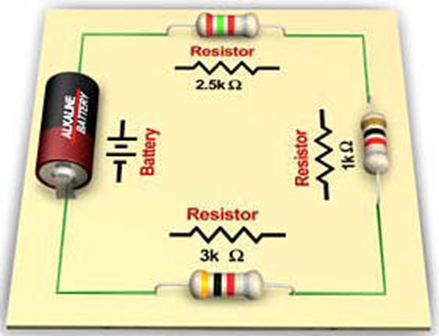 Resistor
2.5k Ω
ALKALINE
BATTERY
Battery
Resistor
1k Ω
Resistor
3k Ω